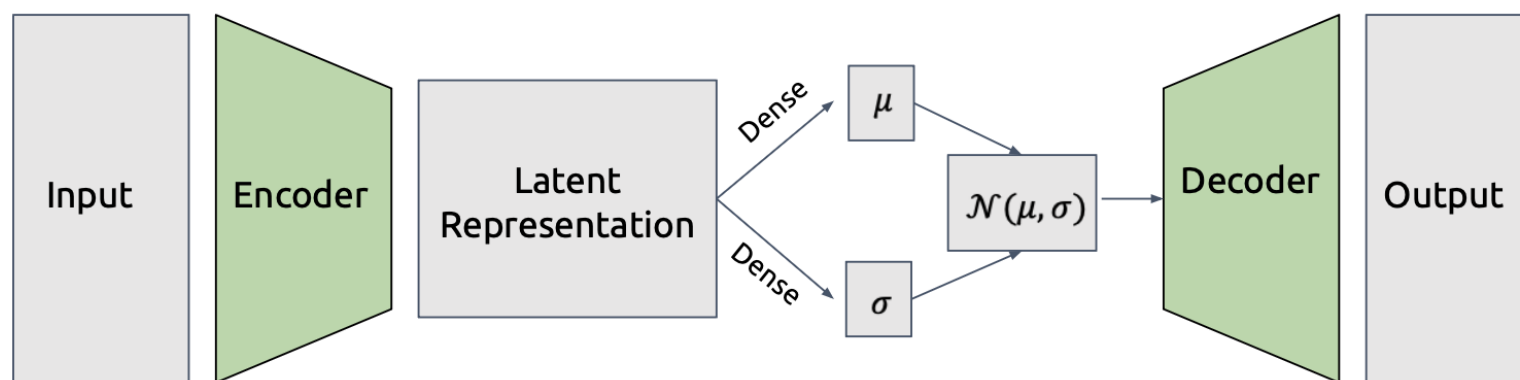 Input
Encoder
Latent
Representation
Dense
Dense
μ
σ
𝒩(μ, σ)
Decoder
Output